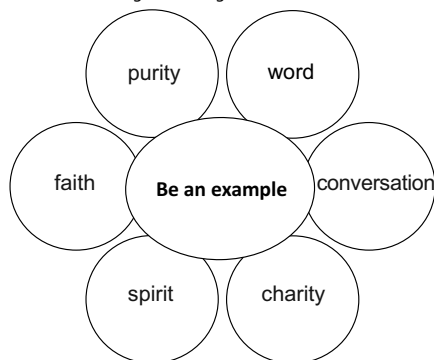 purity
word
faith
Be an example
conversation
spirit
charity